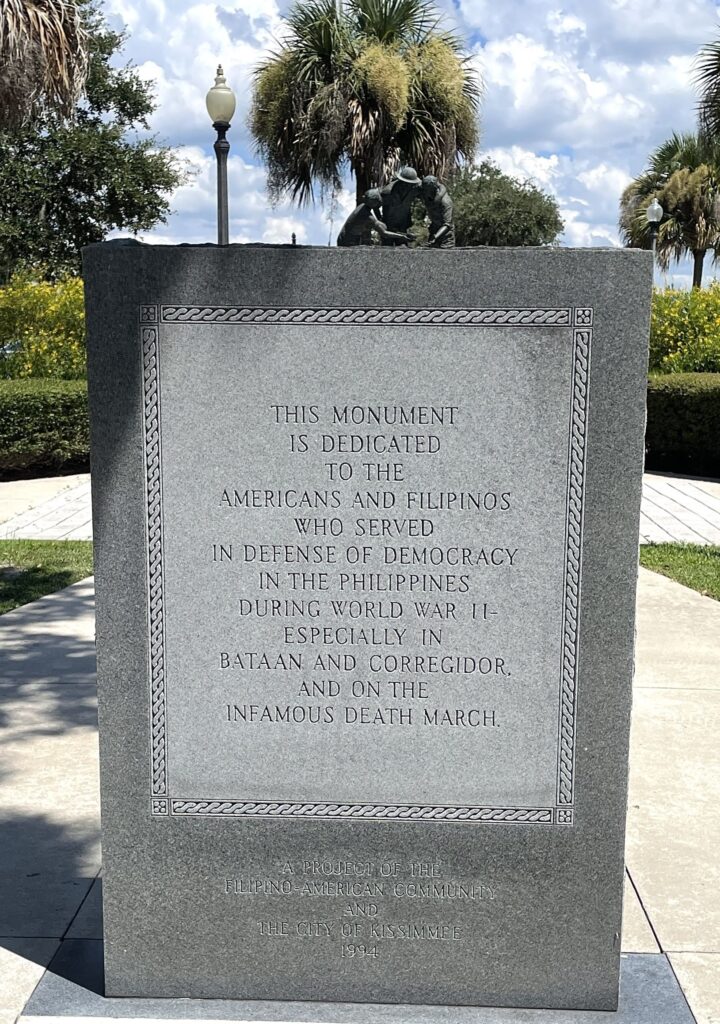 THIS MONUMENT
IS DEDICATED
TO THE
AMERICANS AND FILIPINOS
WHO SERVED
IN DEFENSE OF DEMOCRACY
IN THE PHILIPPINES
DURING WORLD WAR II-
ESPECIALLY IN
BATAAN AND CORREGIDOR,
AND ON THE
INFAMOUS DEATH MARCH.
A PROJECT OF THE
FILIPINO-AMERICAN COMMUNITY
AND
THE CITY OF KISSIMMEE
1994